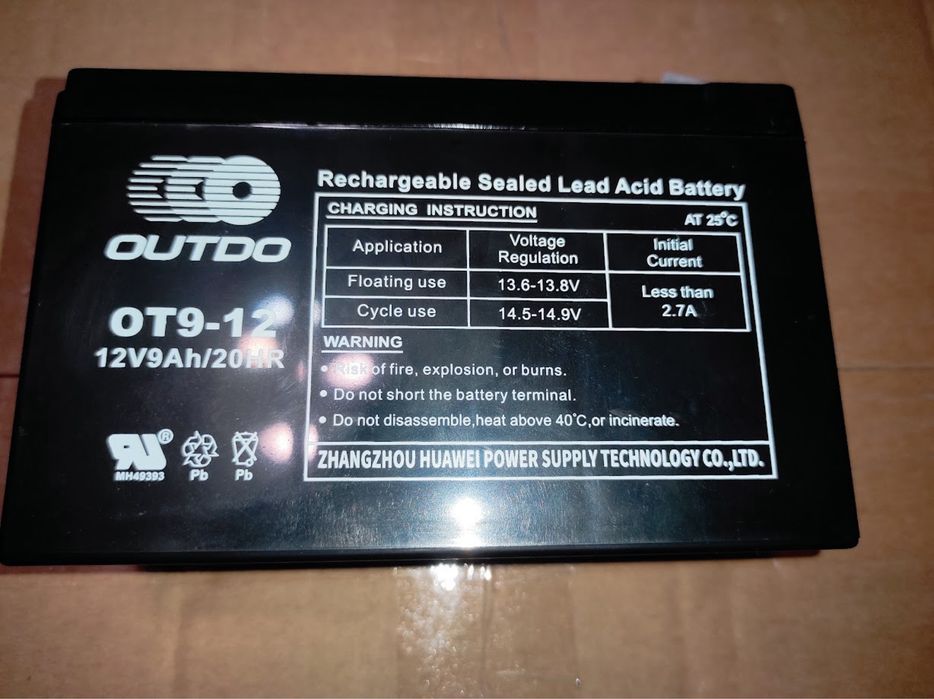 OUTDO
OT9-12
12V9Ah/20HR
RU®
MH49393
Pb
Pb
Rechargeable Sealed Lead Acid Battery
CHARGING INSTRUCTION AT 25°C
Application Voltage Regulation Initial Current
Floating use 13.6-13.8V Less than 2.7A
Cycle use 14.5-14.9V
WARNING
• Risk of fire, explosion, or burns.
• Do not short the battery terminal.
• Do not disassemble,heat above 40°C,or incinerate.
ZHANGZHOU HUAWEI POWER SUPPLY TECHNOLOGY CO.,LTD.